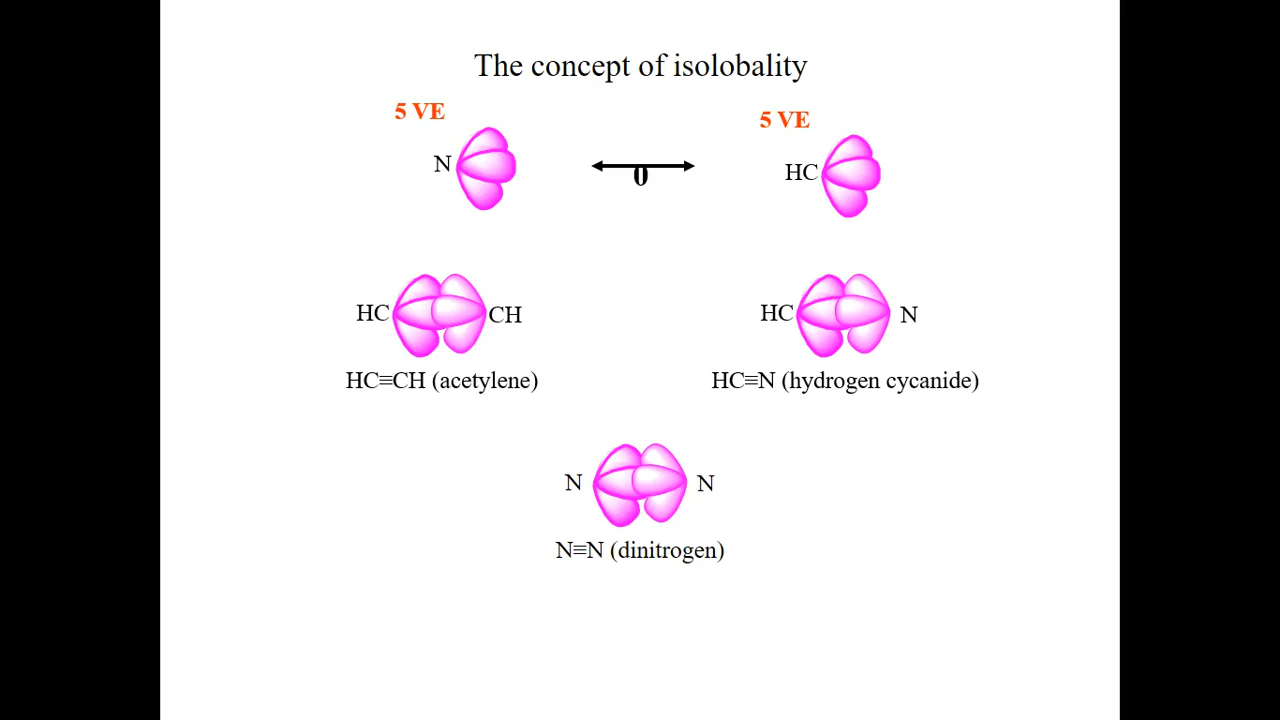 The concept of isolobality
5 VE
5 VE
N
0
HC
HC
CH
HC
N
HC≡CH (acetylene)
HC≡N (hydrogen cycanide)
N
N
N≡N (dinitrogen)